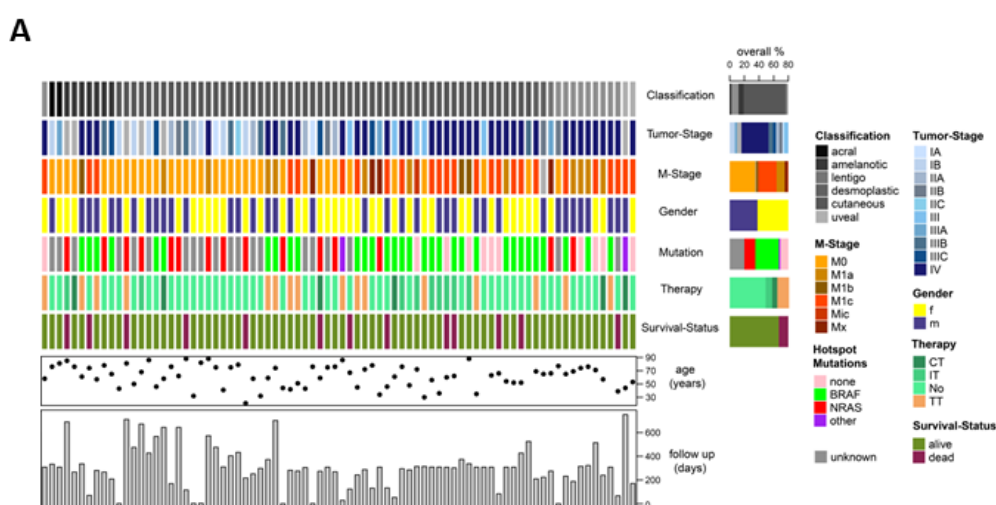 A
overall %
0 20 40 60 80
Classification
Tumor-Stage
M-Stage
Gender
Mutation
Therapy
Survival-Status
90
70
50
30
age
(years)
600
400
200
0
follow up
(days)
Classification
acral
amelanotic
lentigo
desmoplastic
cutaneous
uveal
M-Stage
M0
M1a
M1b
M1c
Mic
Mx
Hotspot
Mutations
none
BRAF
NRAS
other
unknown
Tumor-Stage
IA
IB
IIA
IIB
IIC
III
IIIA
IIIB
IIIC
IV
Gender
f
m
Therapy
CT
IT
No
TT
Survival-Status
alive
dead